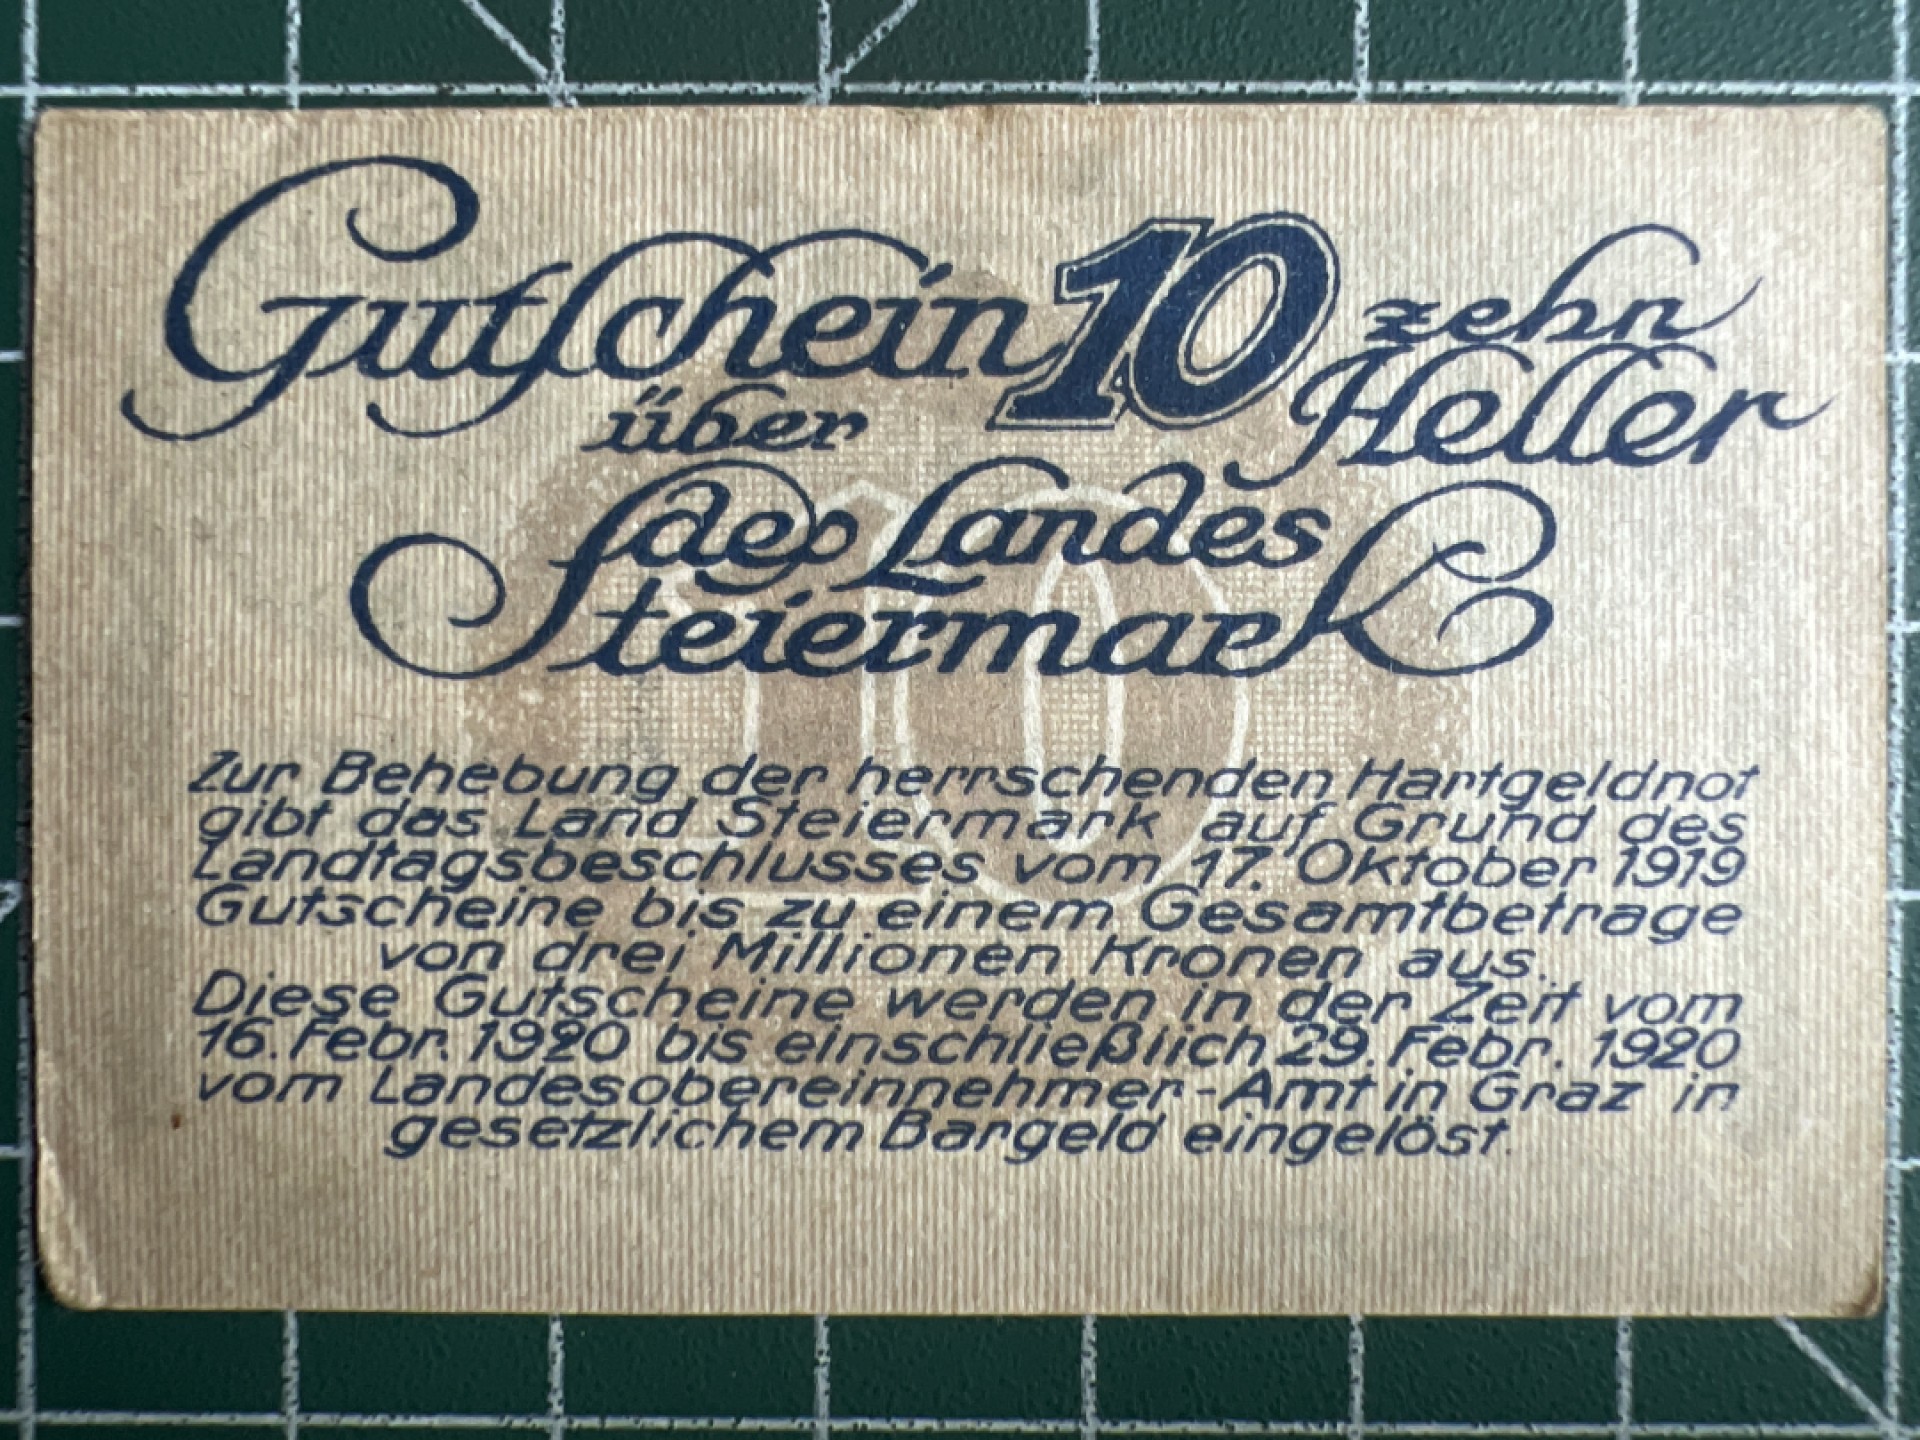 Gutschein 10 zehn
über Heller
des Landes
Steiermark
Zur Behebung der herrschenden Hartgeldnot
gibt das Land Steiermark auf Grund des
Landtagsbeschlusses vom 17. Oktober 1919
Gutscheine bis zu einem Gesamtbetrage
von drei Millionen Kronen aus.
Diese Gutscheine werden in der Zeit vom
16. Febr. 1920 bis einschließlich 29. Febr. 1920
vom Landesobereinnehmer-Amt in Graz in
gesetzlichem Bargeld eingelöst.
10